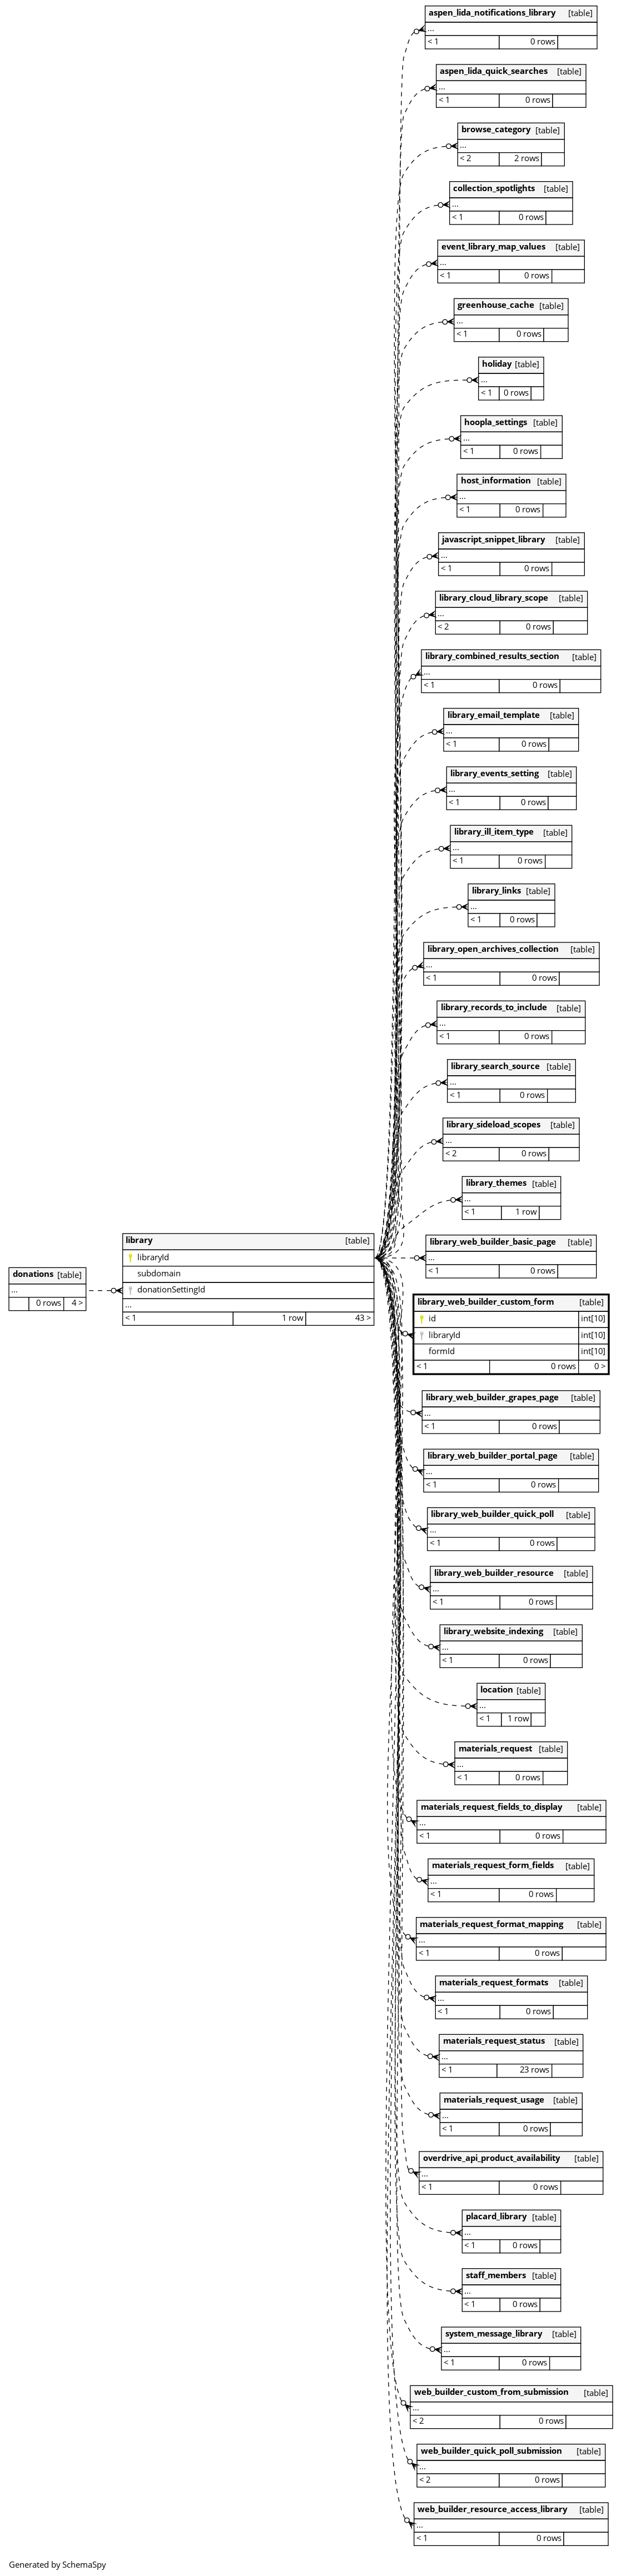 aspen_lida_notifications_library [table]
...
< 1 0 rows
aspen_lida_quick_searches [table]
...
< 1 0 rows
browse_category [table]
...
< 2 2 rows
collection_spotlights [table]
...
< 1 0 rows
event_library_map_values [table]
...
< 1 0 rows
greenhouse_cache [table]
...
< 1 0 rows
holiday [table]
...
< 1 0 rows
hoopla_settings [table]
...
< 1 0 rows
host_information [table]
...
< 1 0 rows
javascript_snippet_library [table]
...
< 1 0 rows
library_cloud_library_scope [table]
...
< 2 0 rows
library_combined_results_section [table]
...
< 1 0 rows
library_email_template [table]
...
< 1 0 rows
library_events_setting [table]
...
< 1 0 rows
library_ill_item_type [table]
...
< 1 0 rows
library_links [table]
...
< 1 0 rows
library_open_archives_collection [table]
...
< 1 0 rows
library_records_to_include [table]
...
< 1 0 rows
library_search_source [table]
...
< 1 0 rows
library_sideload_scopes [table]
...
< 2 0 rows
library_themes [table]
...
< 1 1 row
library_web_builder_basic_page [table]
...
< 1 0 rows
donations [table]
...
0 rows 4 >
library [table]
libraryId
subdomain
donationSettingId
...
< 1 1 row 43 >
library_web_builder_custom_form [table]
id int[10]
libraryId int[10]
formId int[10]
< 1 0 rows 0 >
library_web_builder_grapes_page [table]
...
< 1 0 rows
library_web_builder_portal_page [table]
...
< 1 0 rows
library_web_builder_quick_poll [table]
...
< 1 0 rows
library_web_builder_resource [table]
...
< 1 0 rows
library_website_indexing [table]
...
< 1 0 rows
location [table]
...
< 1 1 row
materials_request [table]
...
< 1 0 rows
materials_request_fields_to_display [table]
...
< 1 0 rows
materials_request_form_fields [table]
...
< 1 0 rows
materials_request_format_mapping [table]
...
< 1 0 rows
materials_request_formats [table]
...
< 1 0 rows
materials_request_status [table]
...
< 1 23 rows
materials_request_usage [table]
...
< 1 0 rows
overdrive_api_product_availability [table]
...
< 1 0 rows
placard_library [table]
...
< 1 0 rows
staff_members [table]
...
< 1 0 rows
system_message_library [table]
...
< 1 0 rows
web_builder_custom_from_submission [table]
...
< 2 0 rows
web_builder_quick_poll_submission [table]
...
< 2 0 rows
web_builder_resource_access_library [table]
...
< 1 0 rows
Generated by SchemaSpy